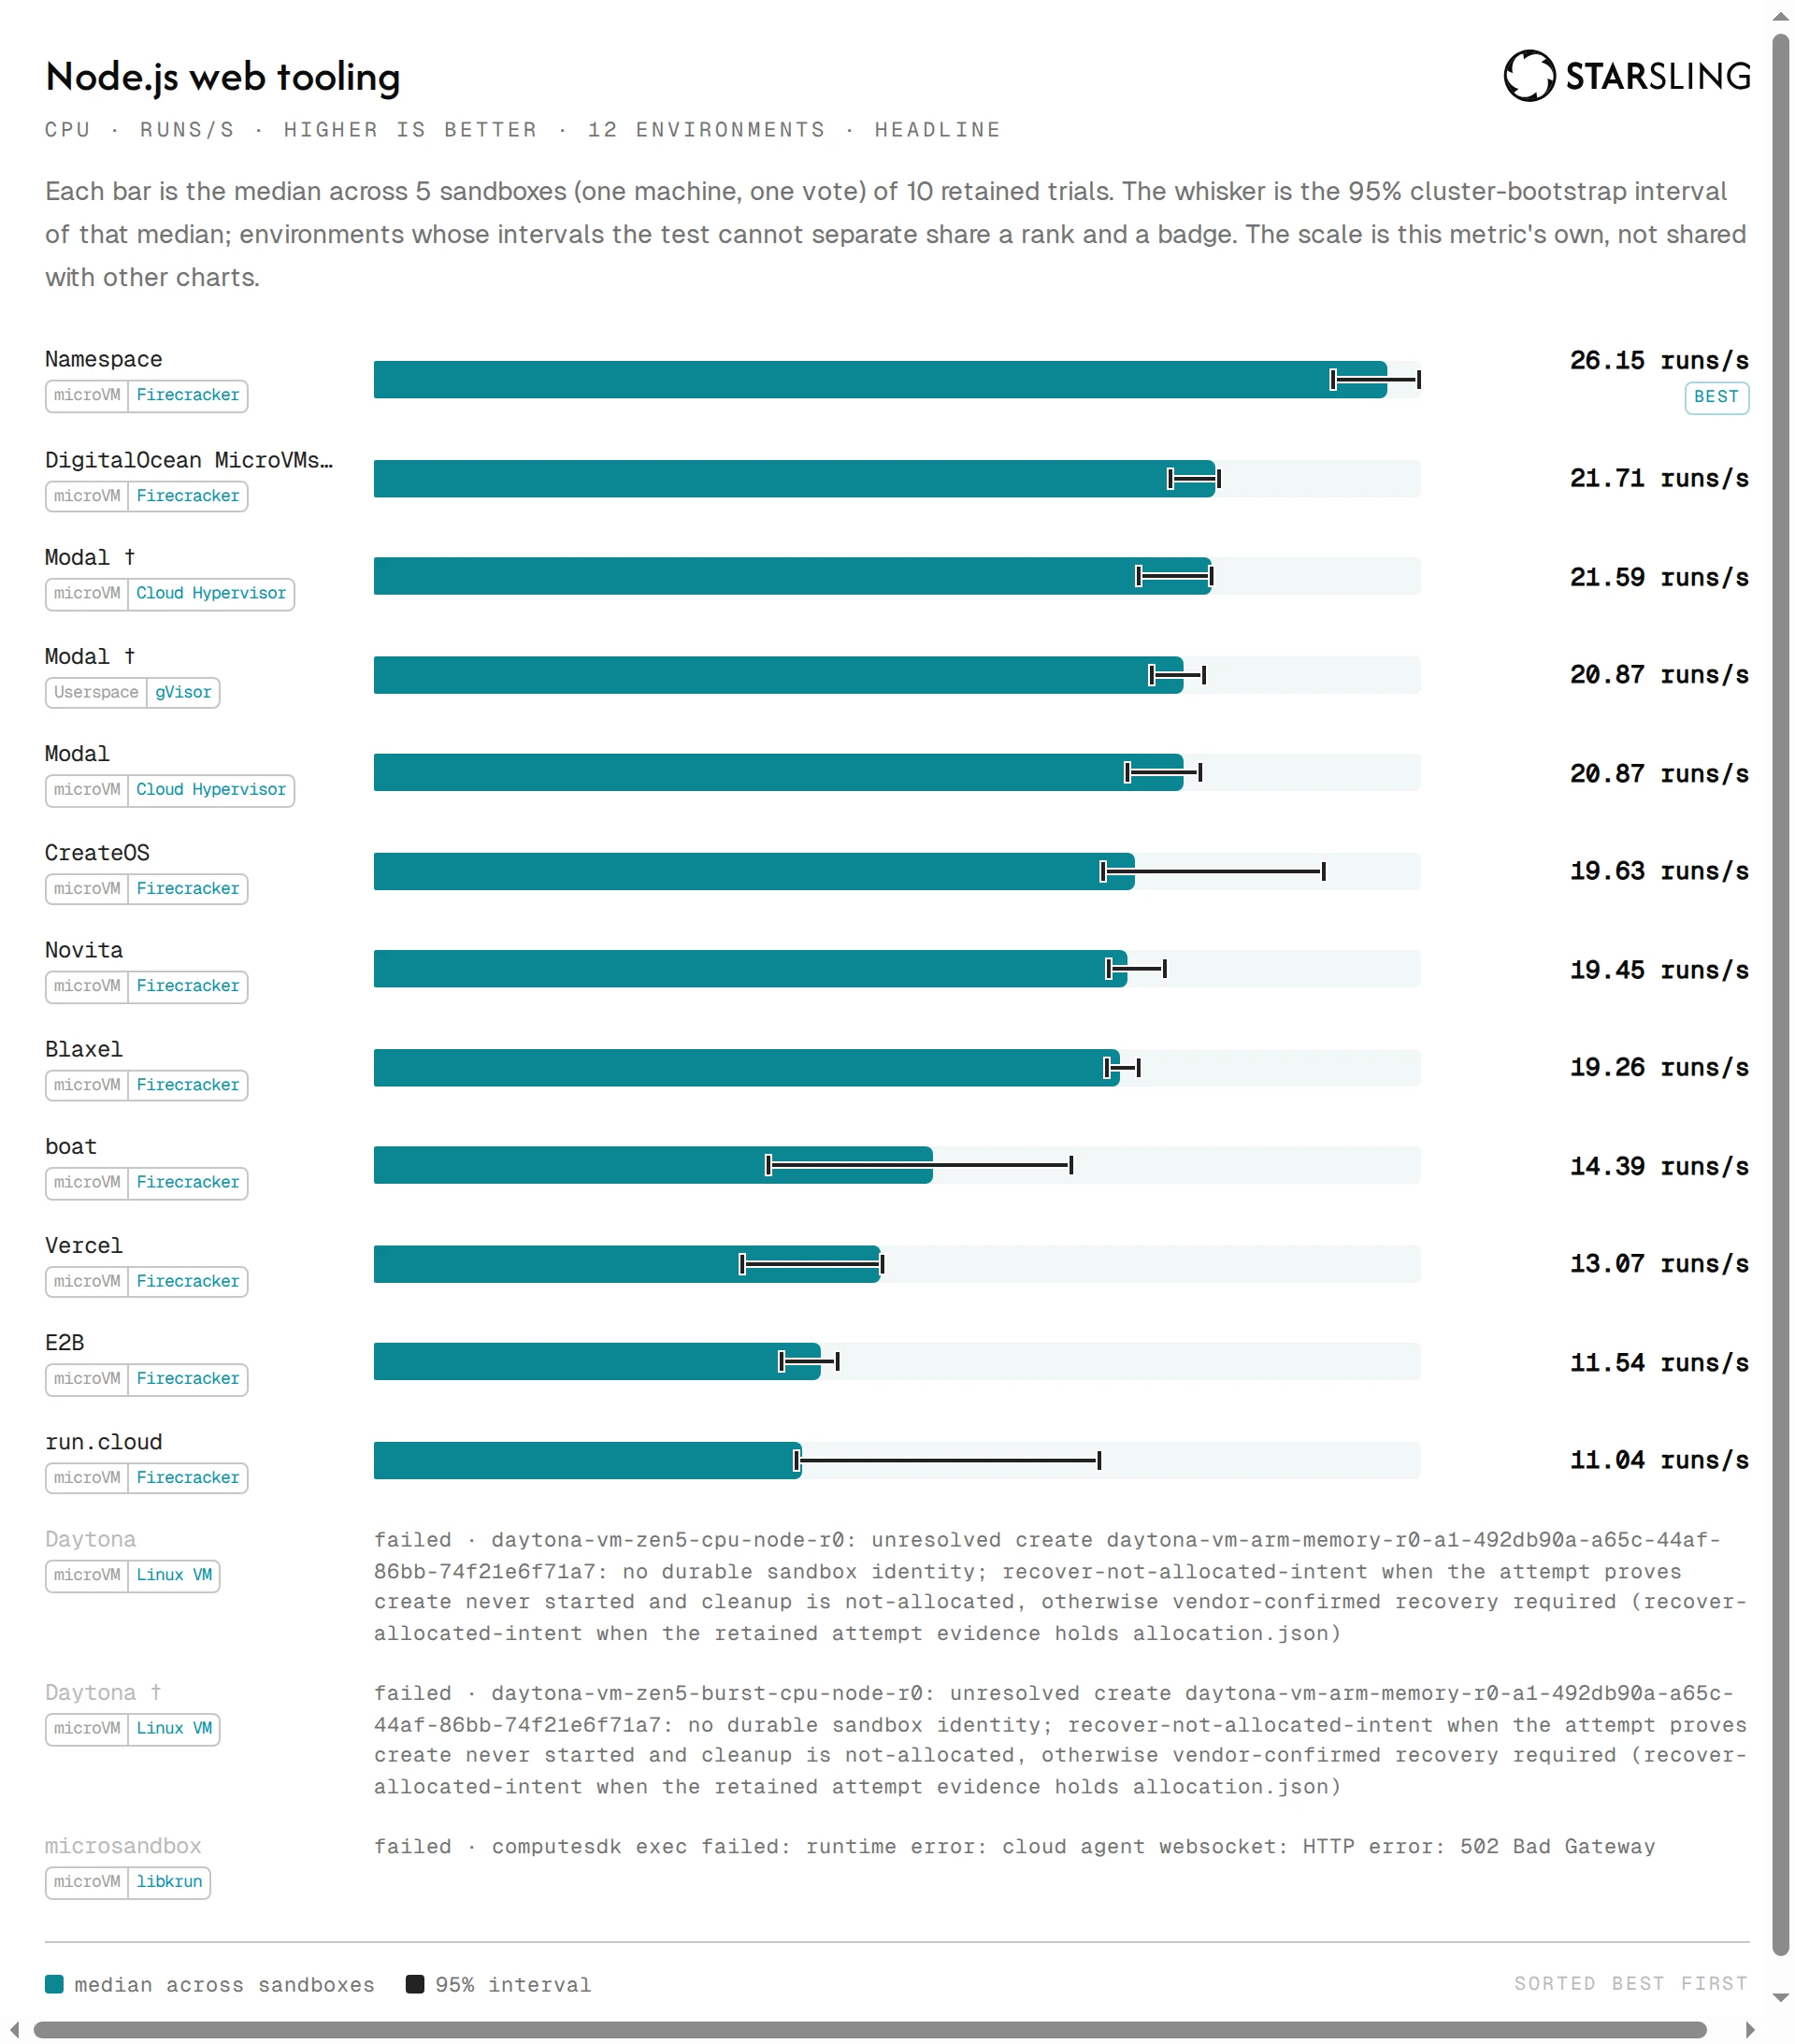 Node.js web tooling
STARSLING
CPU · RUNS/S · HIGHER IS BETTER · 12 ENVIRONMENTS · HEADLINE
Each bar is the median across 5 sandboxes (one machine, one vote) of 10 retained trials. The whisker is the 95% cluster-bootstrap interval
of that median; environments whose intervals the test cannot separate share a rank and a badge. The scale is this metric's own, not shared
with other charts.
Namespace
microVM Firecracker
26.15 runs/s
BEST
DigitalOcean MicroVMs…
microVM Firecracker
21.71 runs/s
Modal †
microVM Cloud Hypervisor
21.59 runs/s
Modal †
Userspace gVisor
20.87 runs/s
Modal
microVM Cloud Hypervisor
20.87 runs/s
CreateOS
microVM Firecracker
19.63 runs/s
Novita
microVM Firecracker
19.45 runs/s
Blaxel
microVM Firecracker
19.26 runs/s
boat
microVM Firecracker
14.39 runs/s
Vercel
microVM Firecracker
13.07 runs/s
E2B
microVM Firecracker
11.54 runs/s
run.cloud
microVM Firecracker
11.04 runs/s
Daytona
microVM Linux VM
failed · daytona-vm-zen5-cpu-node-r0: unresolved create daytona-vm-arm-memory-r0-a1-492db90a-a65c-44af-
86bb-74f21e6f71a7: no durable sandbox identity; recover-not-allocated-intent when the attempt proves
create never started and cleanup is not-allocated, otherwise vendor-confirmed recovery required (recover-
allocated-intent when the retained attempt evidence holds allocation.json)
Daytona †
microVM Linux VM
failed · daytona-vm-zen5-burst-cpu-node-r0: unresolved create daytona-vm-arm-memory-r0-a1-492db90a-a65c-
44af-86bb-74f21e6f71a7: no durable sandbox identity; recover-not-allocated-intent when the attempt proves
create never started and cleanup is not-allocated, otherwise vendor-confirmed recovery required (recover-
allocated-intent when the retained attempt evidence holds allocation.json)
microsandbox
microVM libkrun
failed · computesdk exec failed: runtime error: cloud agent websocket: HTTP error: 502 Bad Gateway
median across sandboxes 95% interval
SORTED BEST FIRST